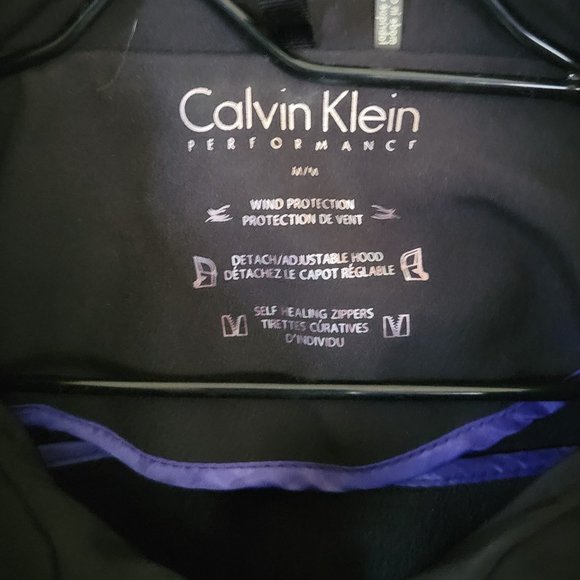 Calvin Klein
PERFORMANCE
M/M
WIND PROTECTION
PROTECTION DE VENT
DETACH/ADJUSTABLE HOOD
DÉTACHEZ LE CAPOT RÉGLABLE
SELF HEALING ZIPPERS
TIRETTES CURATIVES
D'INDIVIDU